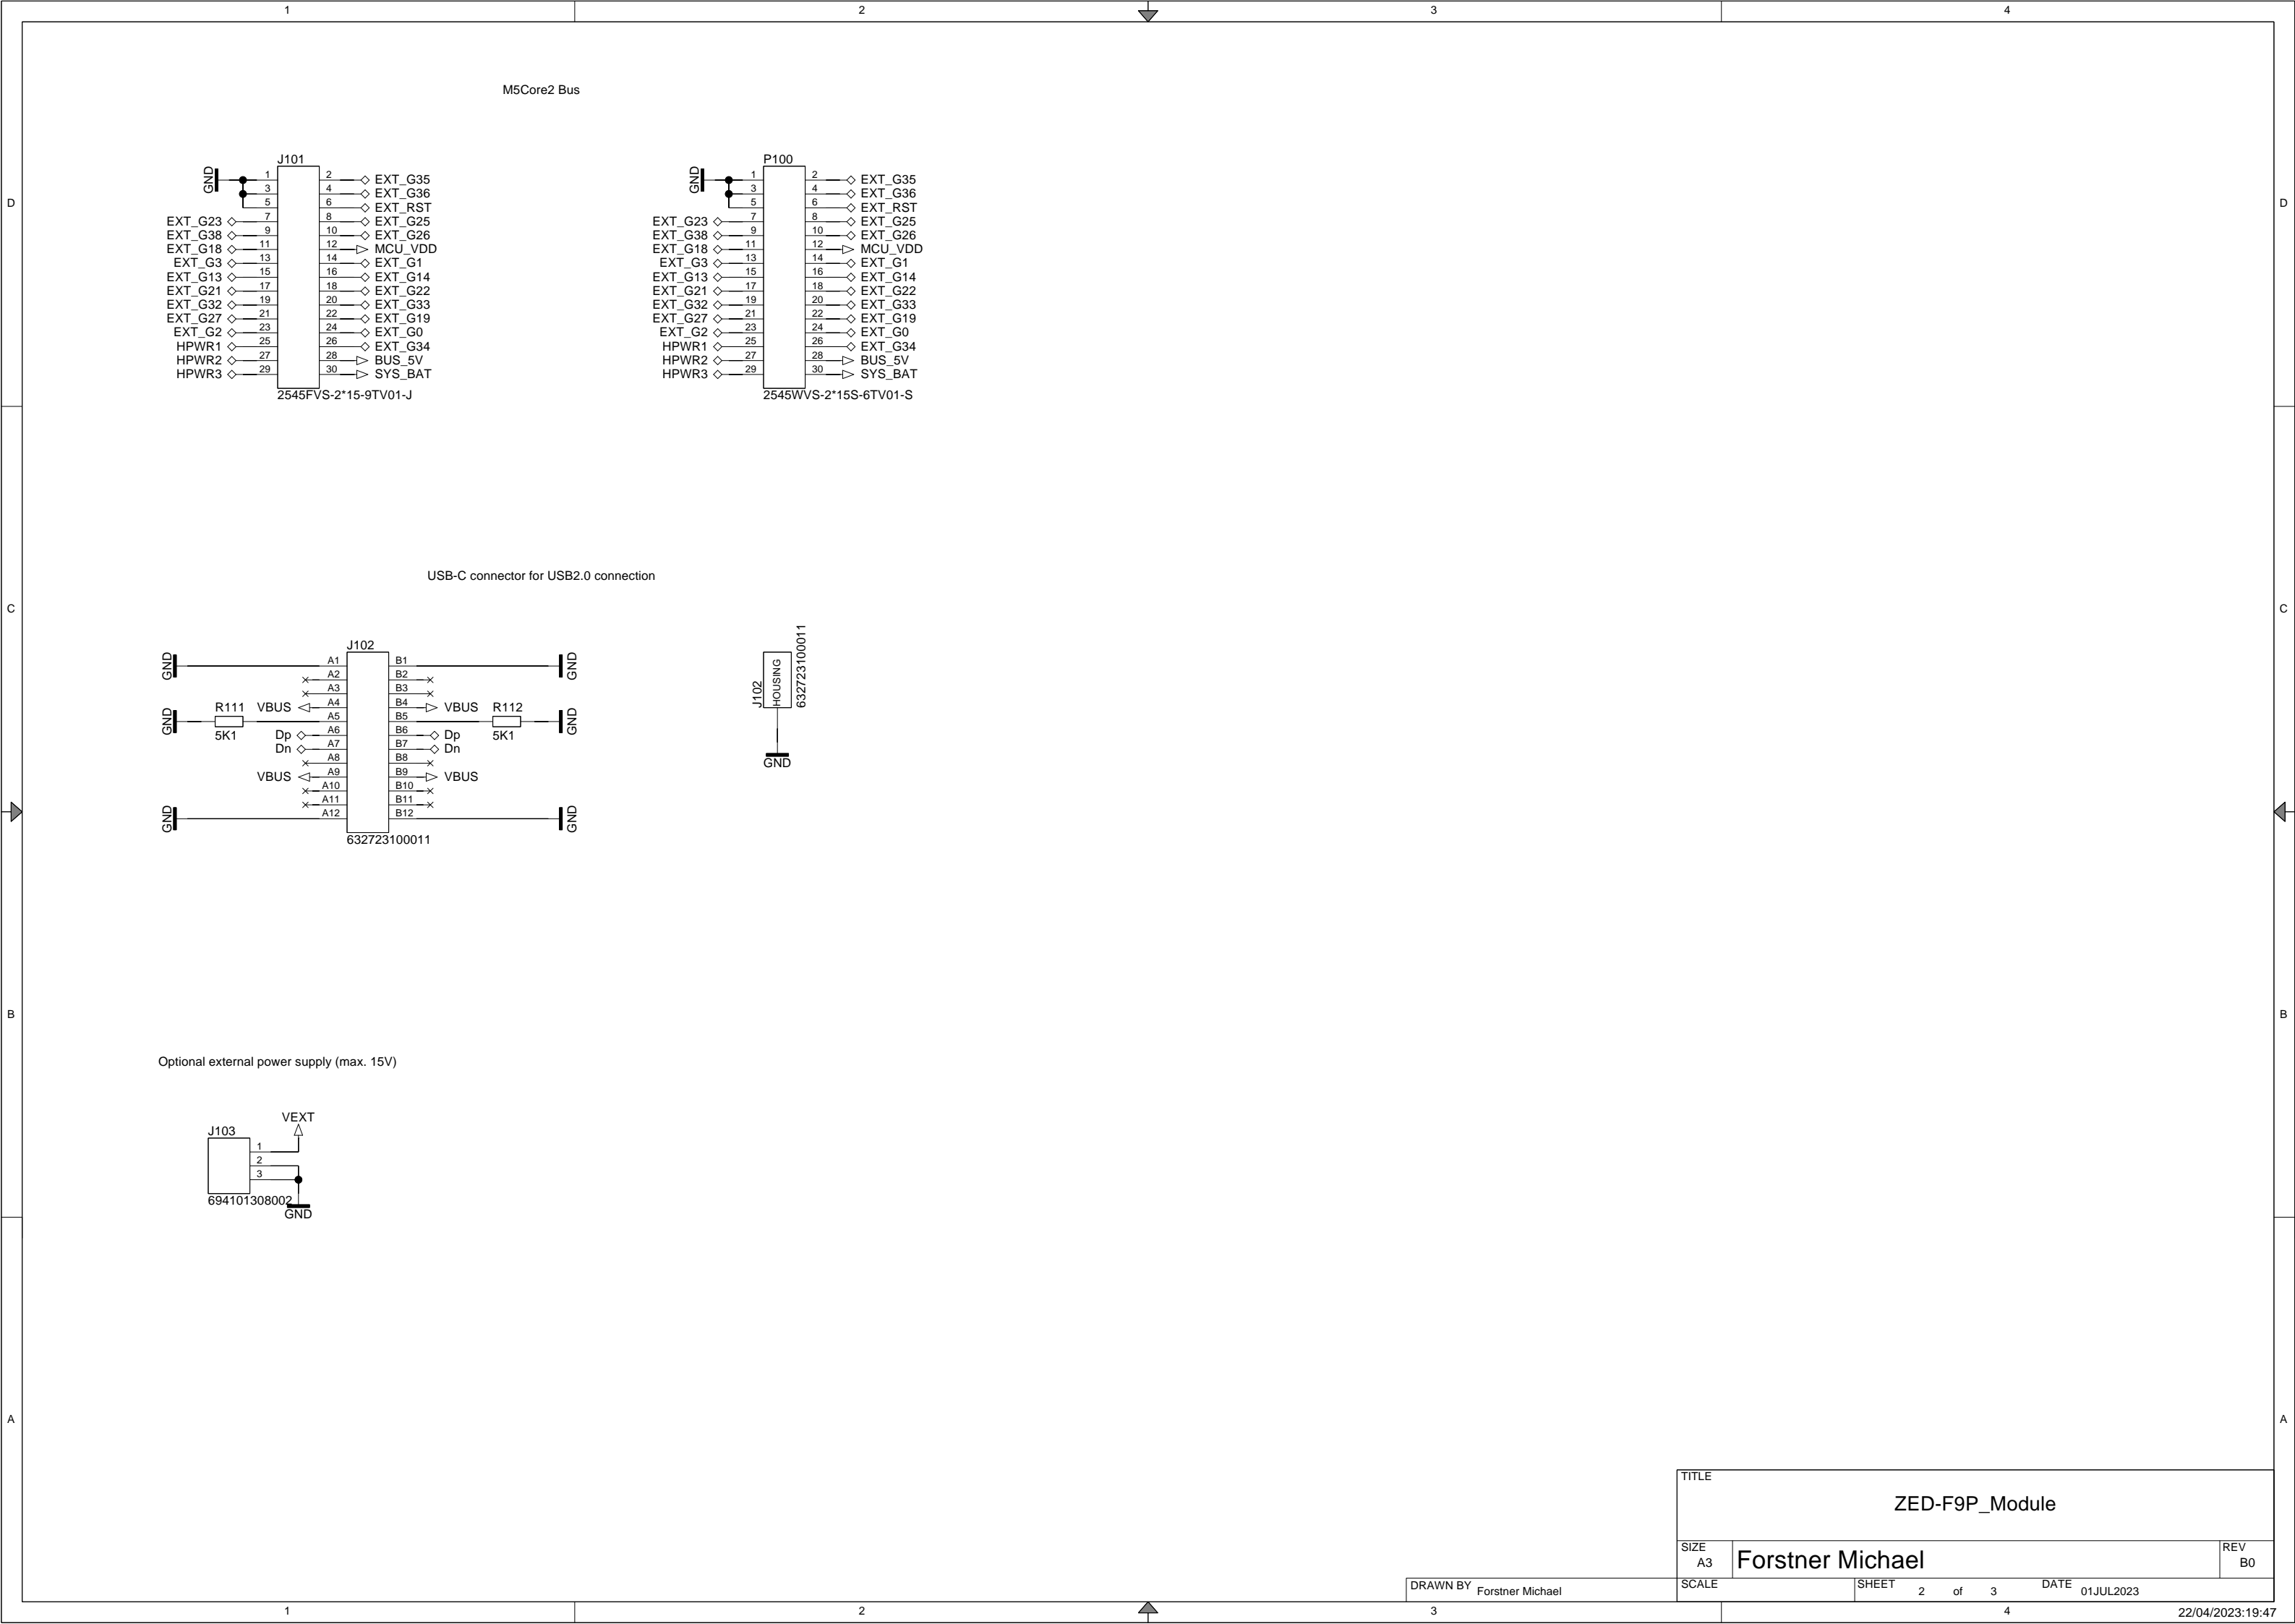 1 2 3 4
M5Core2 Bus
J101 P100
GND 1 2 EXT_G35 GND 1 2 EXT_G35
3 4 EXT_G36 3 4 EXT_G36
D 5 6 EXT_RST 5 6 EXT_RST D
EXT_G23 7 8 EXT_G25 EXT_G23 7 8 EXT_G25
EXT_G38 9 10 EXT_G26 EXT_G38 9 10 EXT_G26
EXT_G18 11 12 MCU_VDD EXT_G18 11 12 MCU_VDD
EXT_G3 13 14 EXT_G1 EXT_G3 13 14 EXT_G1
EXT_G13 15 16 EXT_G14 EXT_G13 15 16 EXT_G14
EXT_G21 17 18 EXT_G22 EXT_G21 17 18 EXT_G22
EXT_G32 19 20 EXT_G33 EXT_G32 19 20 EXT_G33
EXT_G27 21 22 EXT_G19 EXT_G27 21 22 EXT_G19
EXT_G2 23 24 EXT_G0 EXT_G2 23 24 EXT_G0
HPWR1 25 26 EXT_G34 HPWR1 25 26 EXT_G34
HPWR2 27 28 BUS_5V HPWR2 27 28 BUS_5V
HPWR3 29 30 SYS_BAT HPWR3 29 30 SYS_BAT
2545FVS-2*15-9TV01-J 2545WVS-2*15S-6TV01-S
USB-C connector for USB2.0 connection
C C
J102
GND A1 B1 GND
A2 B2
A3 B3
VBUS A4 B4 VBUS
GND R111 A5 B5 R112 GND
5K1 Dp A6 B6 Dp 5K1
Dn A7 B7 Dn
A8 B8
VBUS A9 B9 VBUS
A10 B10
A11 B11
GND A12 B12 GND
632723100011
J102
HOUSING
632723100011
GND
B B
Optional external power supply (max. 15V)
VEXT
J103
1
2
3
694101308002
GND
A A
TITLE
ZED-F9P_Module
SIZE
A3
Forstner Michael
REV
B0
DRAWN BY Forstner Michael
SCALE
SHEET 2 of 3
DATE 01JUL2023
1 2 3 4
22/04/2023:19:47